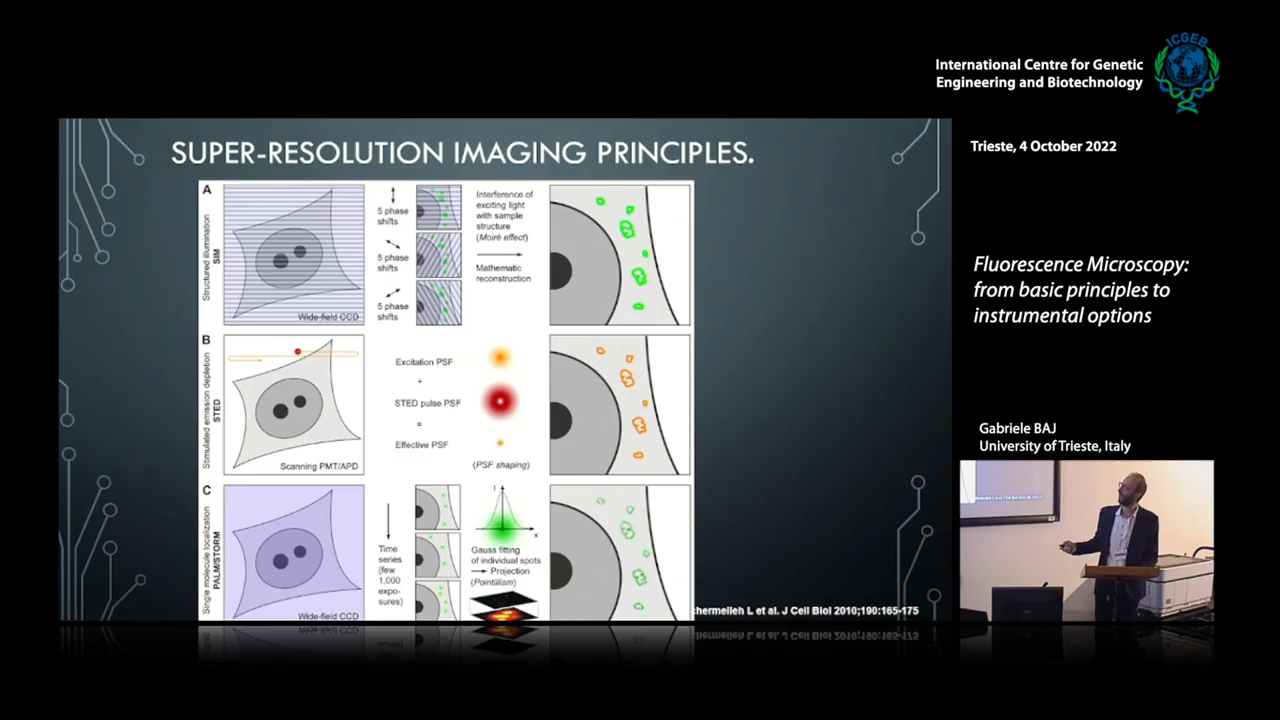 ICGEB
International Centre for Genetic
Engineering and Biotechnology
Trieste, 4 October 2022
Fluorescence Microscopy:
from basic principles to
instrumental options
Gabriele BAJ
University of Trieste, Italy
SUPER-RESOLUTION IMAGING PRINCIPLES.
A
Structured illumination
SIM
Wide-field CCD
5 phase
shifts
5 phase
shifts
5 phase
shifts
Interference of
exciting light
with sample
structure
(Moiré effect)
Mathematic
reconstruction
B
Stimulated emission depletion
STED
Scanning PMT/APD
Excitation PSF
+
STED pulse PSF
=
Effective PSF
(PSF shaping)
C
Single molecule localization
PALM/STORM
Wide-field CCD
Time
series
(few
1,000
expo-
sures)
I
x
Gauss fitting
of individual spots
Projection
(Pointillism)
chermelleh L et al. J Cell Biol 2010;190:165-175